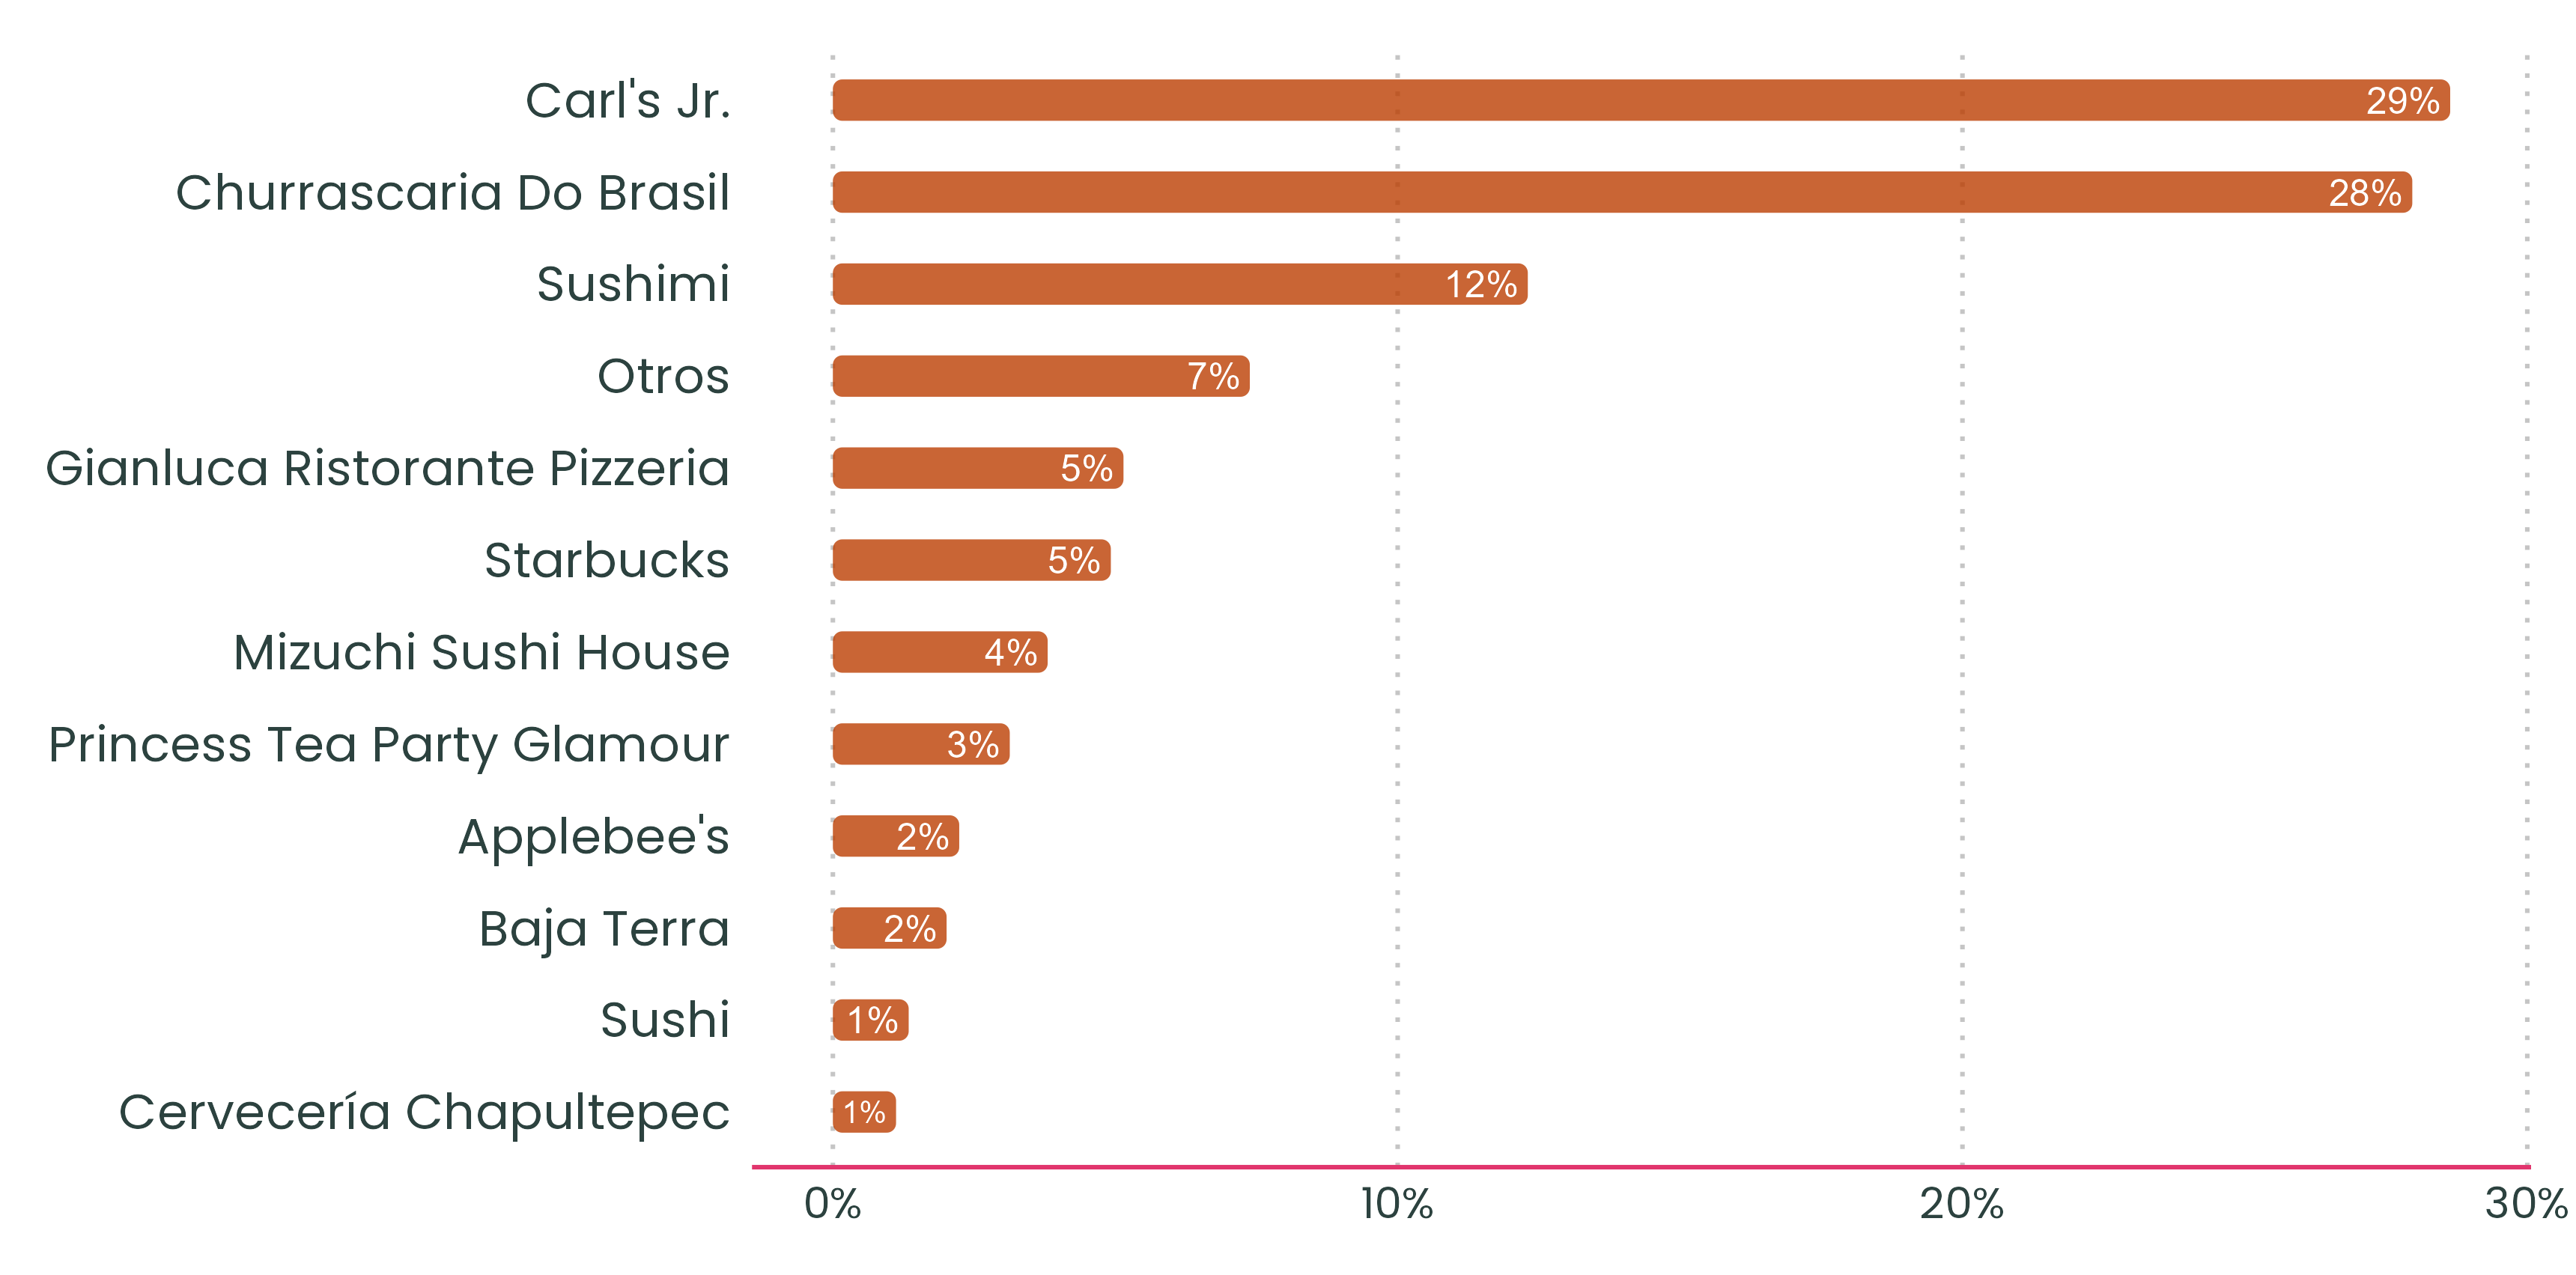 Carl's Jr. 29%
Churrascaria Do Brasil 28%
Sushimi 12%
Otros 7%
Gianluca Ristorante Pizzeria 5%
Starbucks 5%
Mizuchi Sushi House 4%
Princess Tea Party Glamour 3%
Applebee's 2%
Baja Terra 2%
Sushi 1%
Cervecería Chapultepec 1%
0% 10% 20% 30%